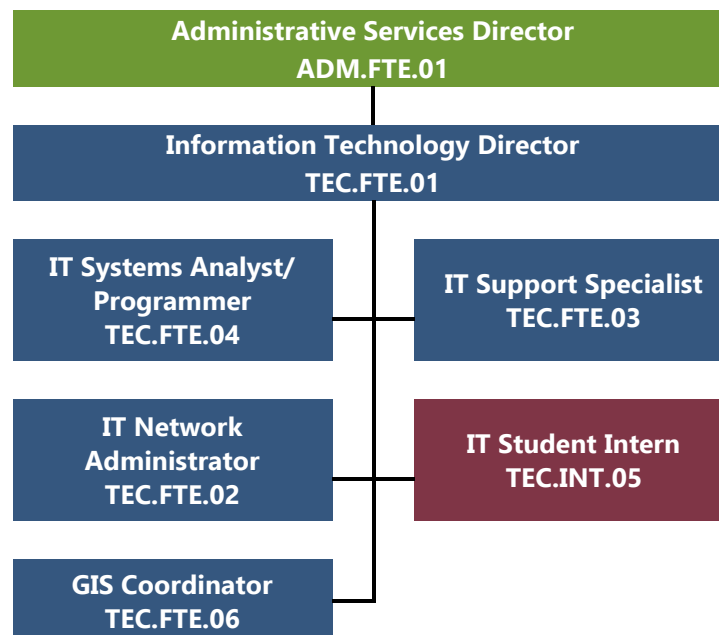 Administrative Services Director
ADM.FTE.01
Information Technology Director
TEC.FTE.01
IT Systems Analyst/
Programmer
TEC.FTE.04
IT Support Specialist
TEC.FTE.03
IT Network
Administrator
TEC.FTE.02
IT Student Intern
TEC.INT.05
GIS Coordinator
TEC.FTE.06